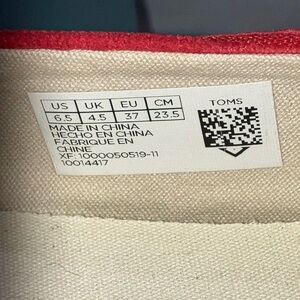 US UK EU CM TOMS
6.5 4.5 37 23.5
MADE IN CHINA
HECHO EN CHINA
FABRIQUE EN
CHINE
XF: 1000050519-11
10014417